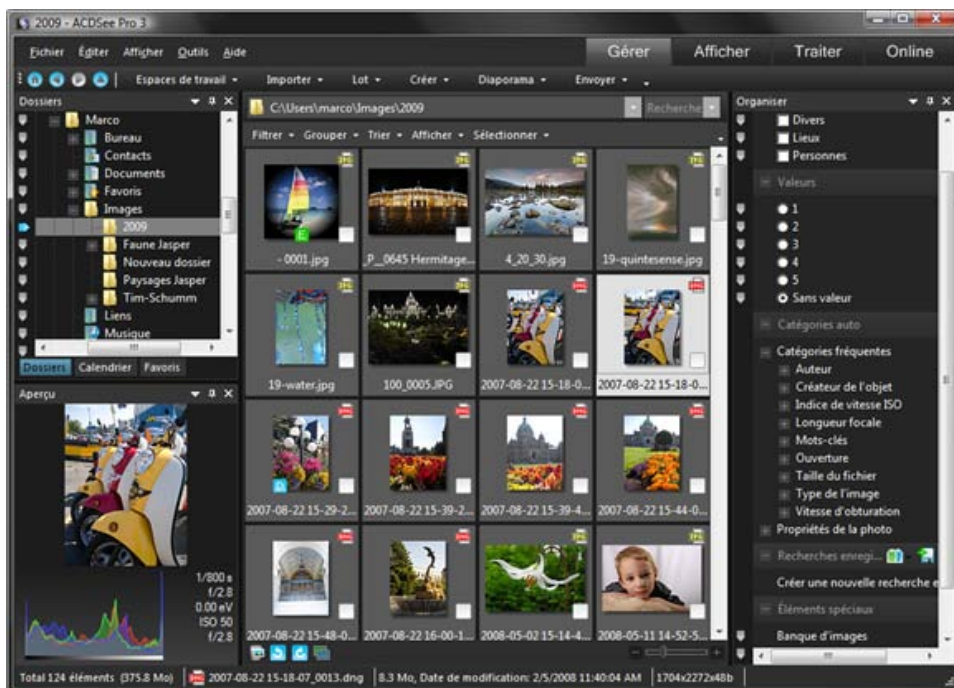 2009 - ACDSee Pro 3
Fichier Éditer Afficher Outils Aide
Gérer Afficher Traiter Online
Espaces de travail Importer Lot Créer Diaporama Envoyer
Dossiers
Marco
Bureau
Contacts
Documents
Favoris
Images
2009
Faune Jasper
Nouveau dossier
Paysages Jasper
Tim-Schumm
Liens
Musique
Dossiers Calendrier Favoris
Aperçu
1/800 s
f/2.8
0.00 eV
ISO 50
f/2.8
C:\Users\marco\Images\2009
Recherche
Filtrer Grouper Trier Afficher Sélectionner
- 0001.jpg _P__0645 Hermitage... 4_20_30.jpg 19-quintesense.jpg
19-water.jpg 100_0005.JPG 2007-08-22 15-18-0... 2007-08-22 15-18-0...
2007-08-22 15-29-2... 2007-08-22 15-39-2... 2007-08-22 15-39-4... 2007-08-22 15-44-0...
2007-08-22 15-48-0... 2007-08-22 16-00-1... 2008-05-02 15-14-4... 2008-05-11 14-52-5...
Organiser
Divers
Lieux
Personnes
Valeurs
1
2
3
4
5
Sans valeur
Catégories auto
Catégories fréquentes
Auteur
Créateur de l'objet
Indice de vitesse ISO
Longueur focale
Mots-clés
Ouverture
Taille du fichier
Type de l'image
Vitesse d'obturation
Propriétés de la photo
Recherches enregi...
Créer une nouvelle recherche e
Éléments spéciaux
Banque d'images
Total 124 éléments (375.8 Mo) 2007-08-22 15-18-07_0013.dng 8.3 Mo, Date de modification: 2/5/2008 11:40:04 AM 1704x2272x48b